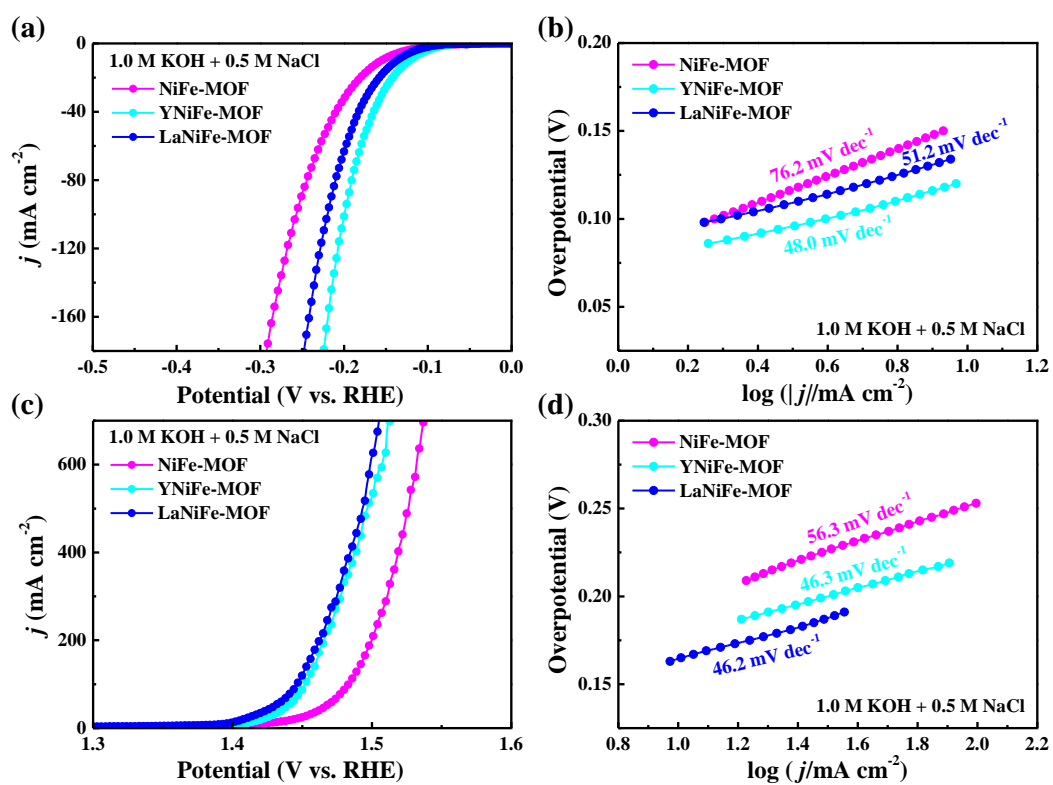 (a)
1.0 M KOH + 0.5 M NaCl
NiFe-MOF
YNiFe-MOF
LaNiFe-MOF
0
-40
-80
-120
-160
j (mA cm-2)
-0.5 -0.4 -0.3 -0.2 -0.1 0.0
Potential (V vs. RHE)
(b)
NiFe-MOF
YNiFe-MOF
LaNiFe-MOF
0.20
0.15
0.10
0.05
Overpotential (V)
76.2 mV dec-1
51.2 mV dec-1
48.0 mV dec-1
1.0 M KOH + 0.5 M NaCl
0.0 0.2 0.4 0.6 0.8 1.0 1.2
log (|j|/mA cm-2)
(c)
1.0 M KOH + 0.5 M NaCl
NiFe-MOF
YNiFe-MOF
LaNiFe-MOF
600
400
200
0
j (mA cm-2)
1.3 1.4 1.5 1.6
Potential (V vs. RHE)
(d)
NiFe-MOF
YNiFe-MOF
LaNiFe-MOF
0.30
0.25
0.20
0.15
Overpotential (V)
56.3 mV dec-1
46.3 mV dec-1
46.2 mV dec-1
1.0 M KOH + 0.5 M NaCl
0.8 1.0 1.2 1.4 1.6 1.8 2.0 2.2
log (j/mA cm-2)